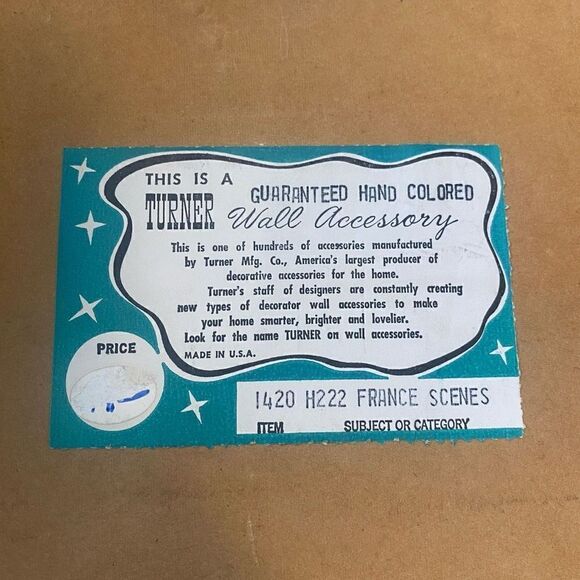 THIS IS A
GUARANTEED HAND COLORED
TURNER Wall Accessory
This is one of hundreds of accessories manufactured
by Turner Mfg. Co., America's largest producer of
decorative accessories for the home.
Turner's staff of designers are constantly creating
new types of decorator wall accessories to make
your home smarter, brighter and lovelier.
Look for the name TURNER on wall accessories.
MADE IN U.S.A.
PRICE
1420 H222 FRANCE SCENES
ITEM SUBJECT OR CATEGORY